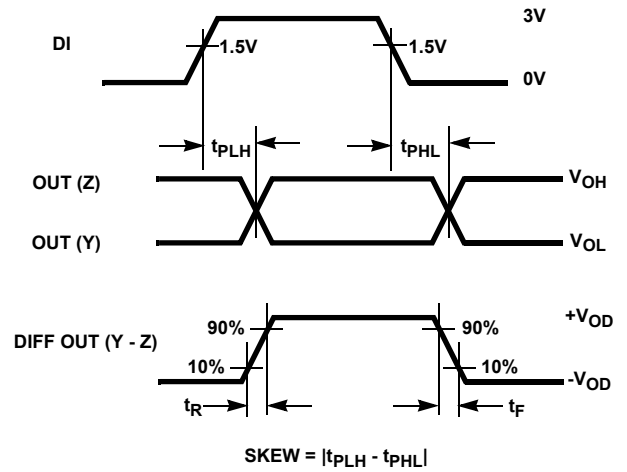 3V
DI
1.5V
1.5V
0V
tPLH
tPHL
OUT (Z)
VOH
OUT (Y)
VOL
+VOD
90%
90%
DIFF OUT (Y - Z)
10%
10%
-VOD
tR
tF
SKEW = |tPLH - tPHL|